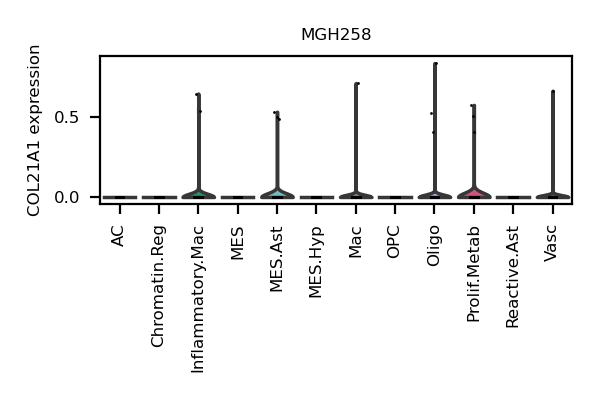 MGH258
COL21A1 expression
0.5
0.0
AC
Chromatin.Reg
Inflammatory.Mac
MES
MES.Ast
MES.Hyp
Mac
OPC
Oligo
Prolif.Metab
Reactive.Ast
Vasc